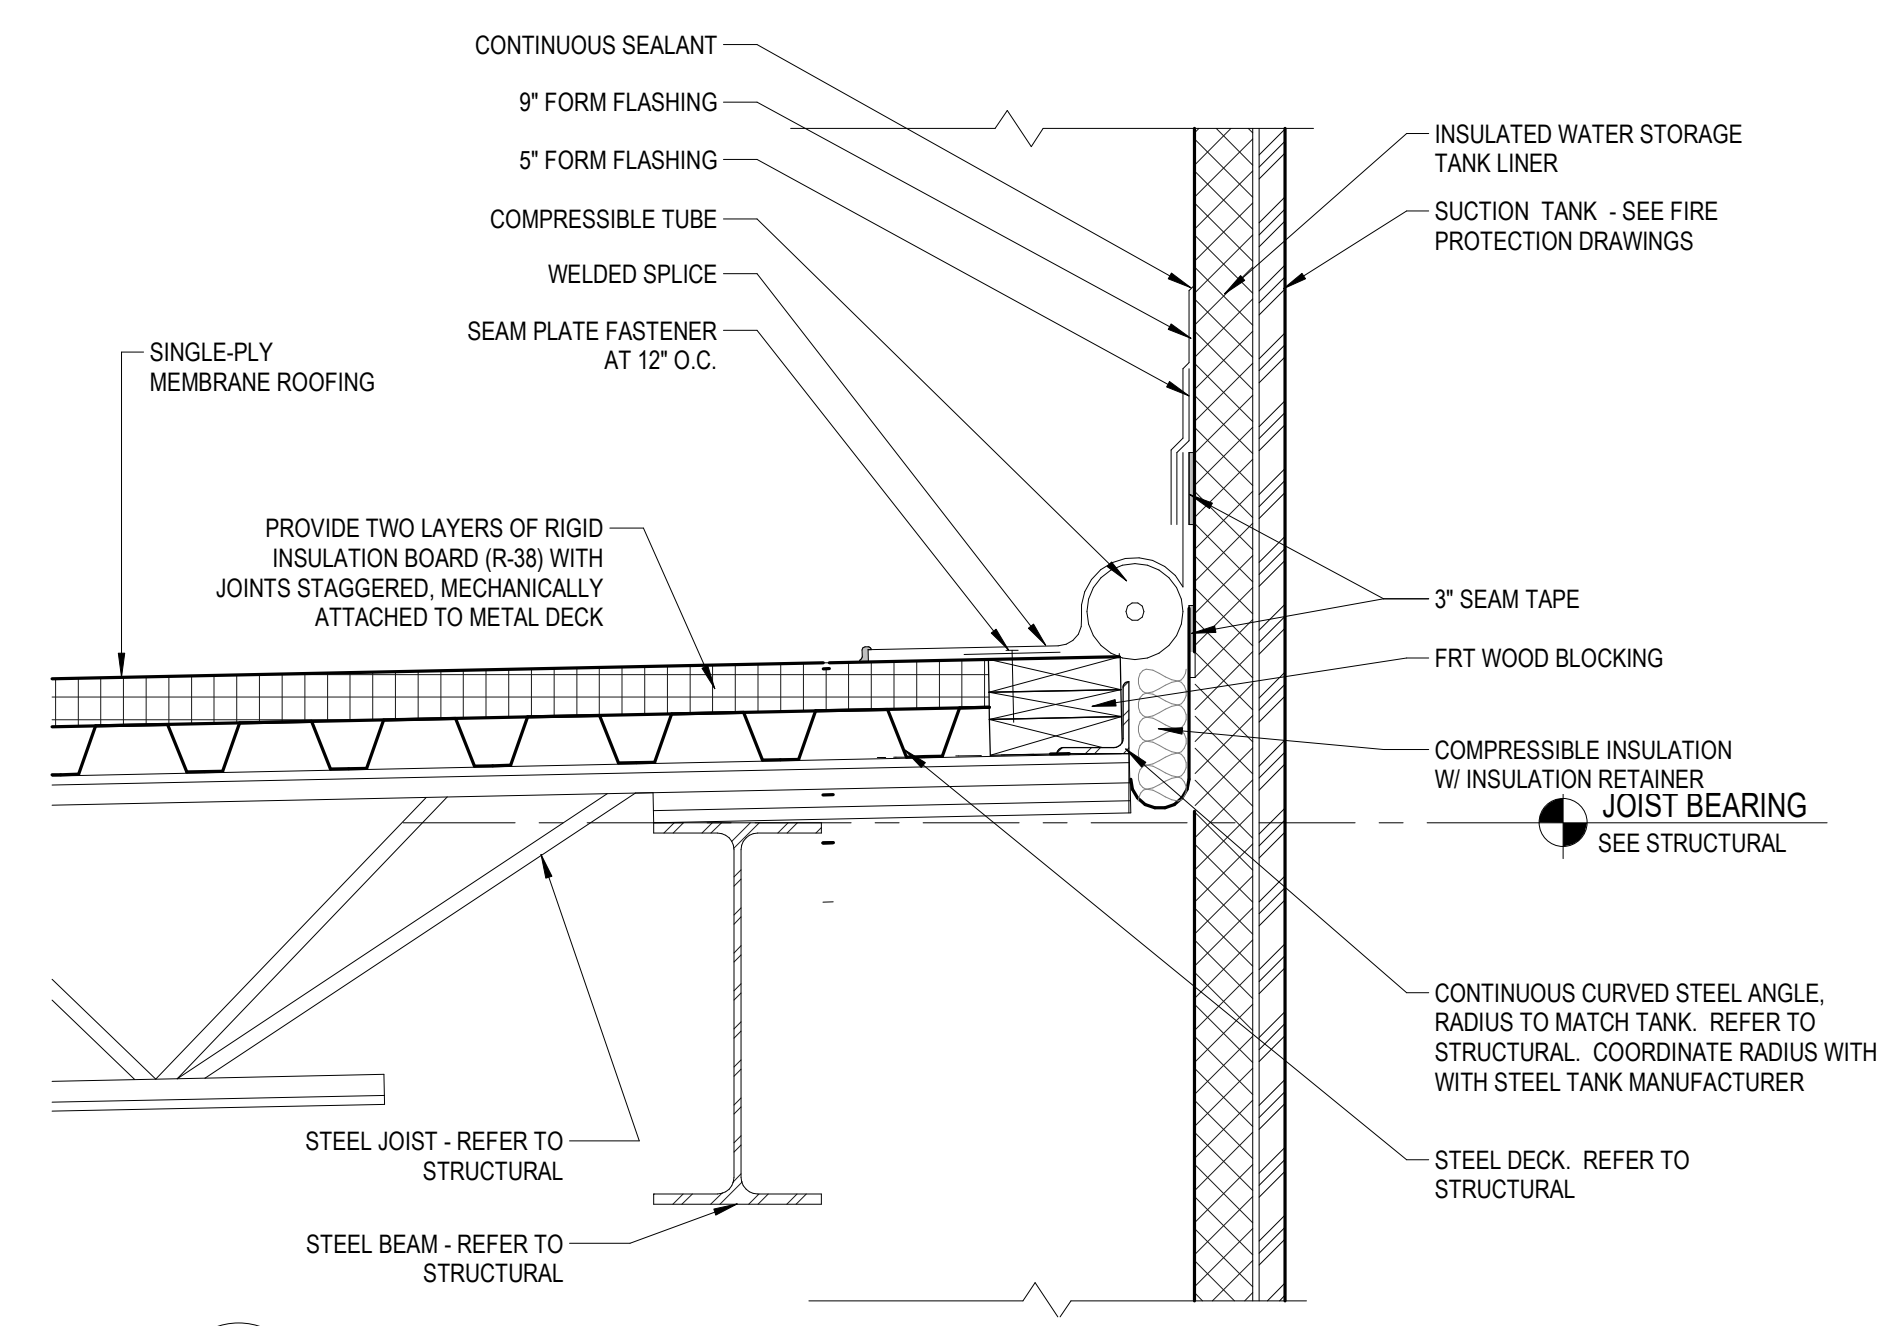 CONTINUOUS SEALANT
9" FORM FLASHING
5" FORM FLASHING
COMPRESSIBLE TUBE
WELDED SPLICE
SEAM PLATE FASTENER
AT 12" O.C.
SINGLE-PLY
MEMBRANE ROOFING
PROVIDE TWO LAYERS OF RIGID
INSULATION BOARD (R-38) WITH
JOINTS STAGGERED, MECHANICALLY
ATTACHED TO METAL DECK
STEEL JOIST - REFER TO
STRUCTURAL
STEEL BEAM - REFER TO
STRUCTURAL
INSULATED WATER STORAGE
TANK LINER
SUCTION TANK - SEE FIRE
PROTECTION DRAWINGS
3" SEAM TAPE
FRT WOOD BLOCKING
COMPRESSIBLE INSULATION
W/ INSULATION RETAINER
JOIST BEARING
SEE STRUCTURAL
CONTINUOUS CURVED STEEL ANGLE,
RADIUS TO MATCH TANK. REFER TO
STRUCTURAL. COORDINATE RADIUS WITH
WITH STEEL TANK MANUFACTURER
STEEL DECK. REFER TO
STRUCTURAL